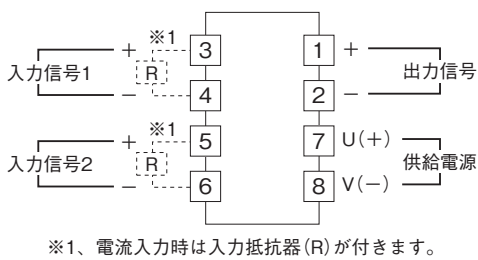 ※1
+ 3 1 +
入力信号1 R 出力信号
− 4 2 −
※1
+ 5 7 U(+)
入力信号2 R 供給電源
− 6 8 V(−)
※1、電流入力時は入力抵抗器(R)が付きます。